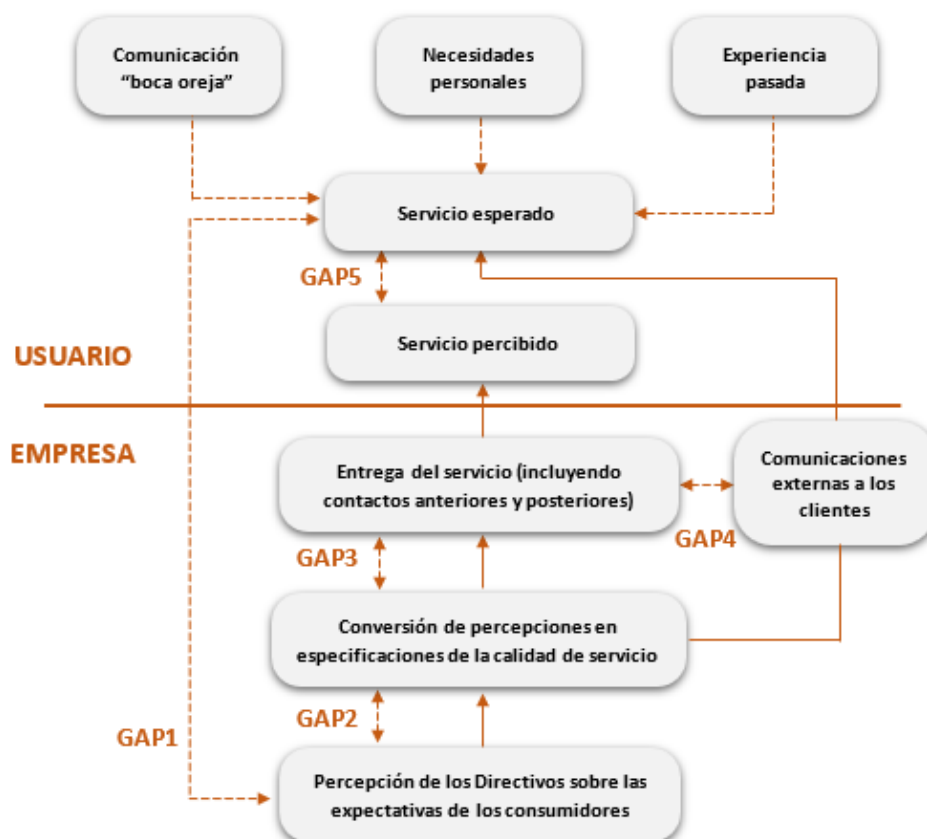 Comunicación
“boca oreja”
Necesidades
personales
Experiencia
pasada
Servicio esperado
GAP5
Servicio percibido
USUARIO
EMPRESA
Entrega del servicio (incluyendo
contactos anteriores y posteriores)
Comunicaciones
externas a los
clientes
GAP4
GAP3
Conversión de percepciones en
especificaciones de la calidad de servicio
GAP2
GAP1
Percepción de los Directivos sobre las
expectativas de los consumidores